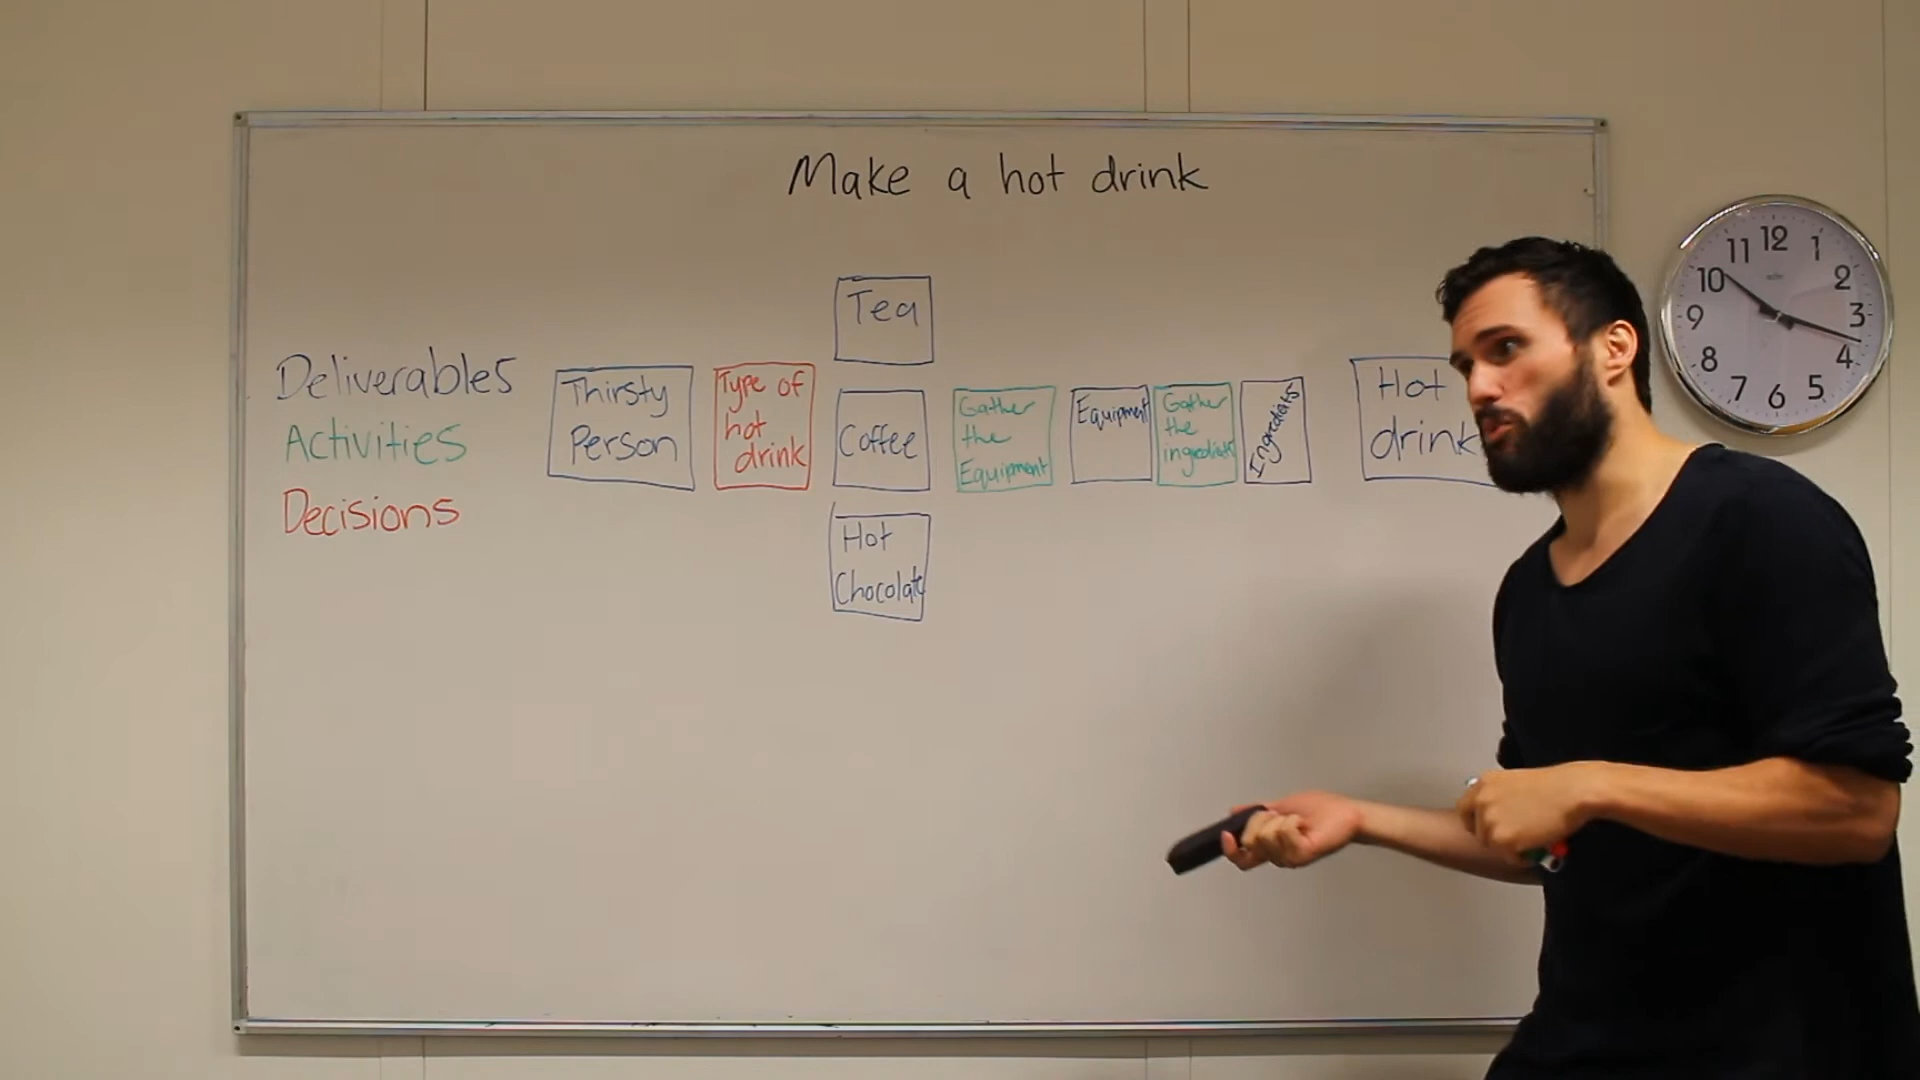 Make a hot drink
Deliverables
Activities
Decisions
Thirsty
Person
Type of
hot
drink
Tea
Coffee
Hot
Chocolate
Gather
the
Equipment
Equipment
Gather
the
ingredients
Ingredients
Hot
drink
12
1
2
3
4
5
6
7
8
9
10
11